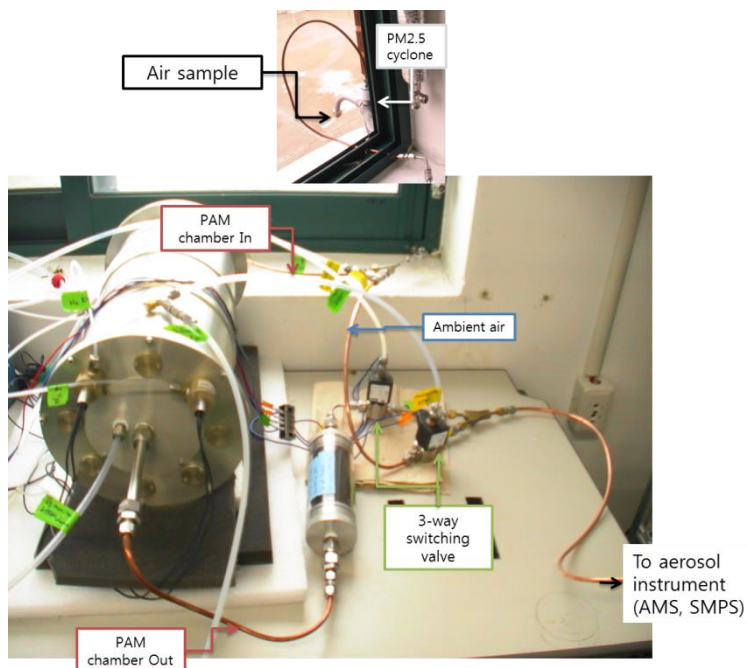 PM2.5
cyclone
Air sample
PAM
chamber In
Ambient air
3-way
switching
valve
To aerosol
instrument
(AMS, SMPS)
PAM
chamber Out